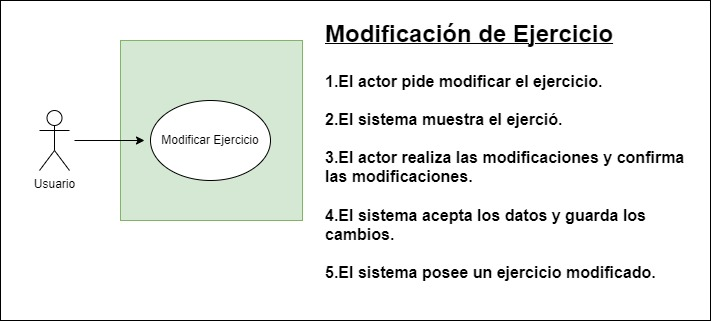 Modificación de Ejercicio
1.El actor pide modificar el ejercicio.
2.El sistema muestra el ejerció.
3.El actor realiza las modificaciones y confirma
las modificaciones.
4.El sistema acepta los datos y guarda los
cambios.
5.El sistema posee un ejercicio modificado.
Modificar Ejercicio
Usuario